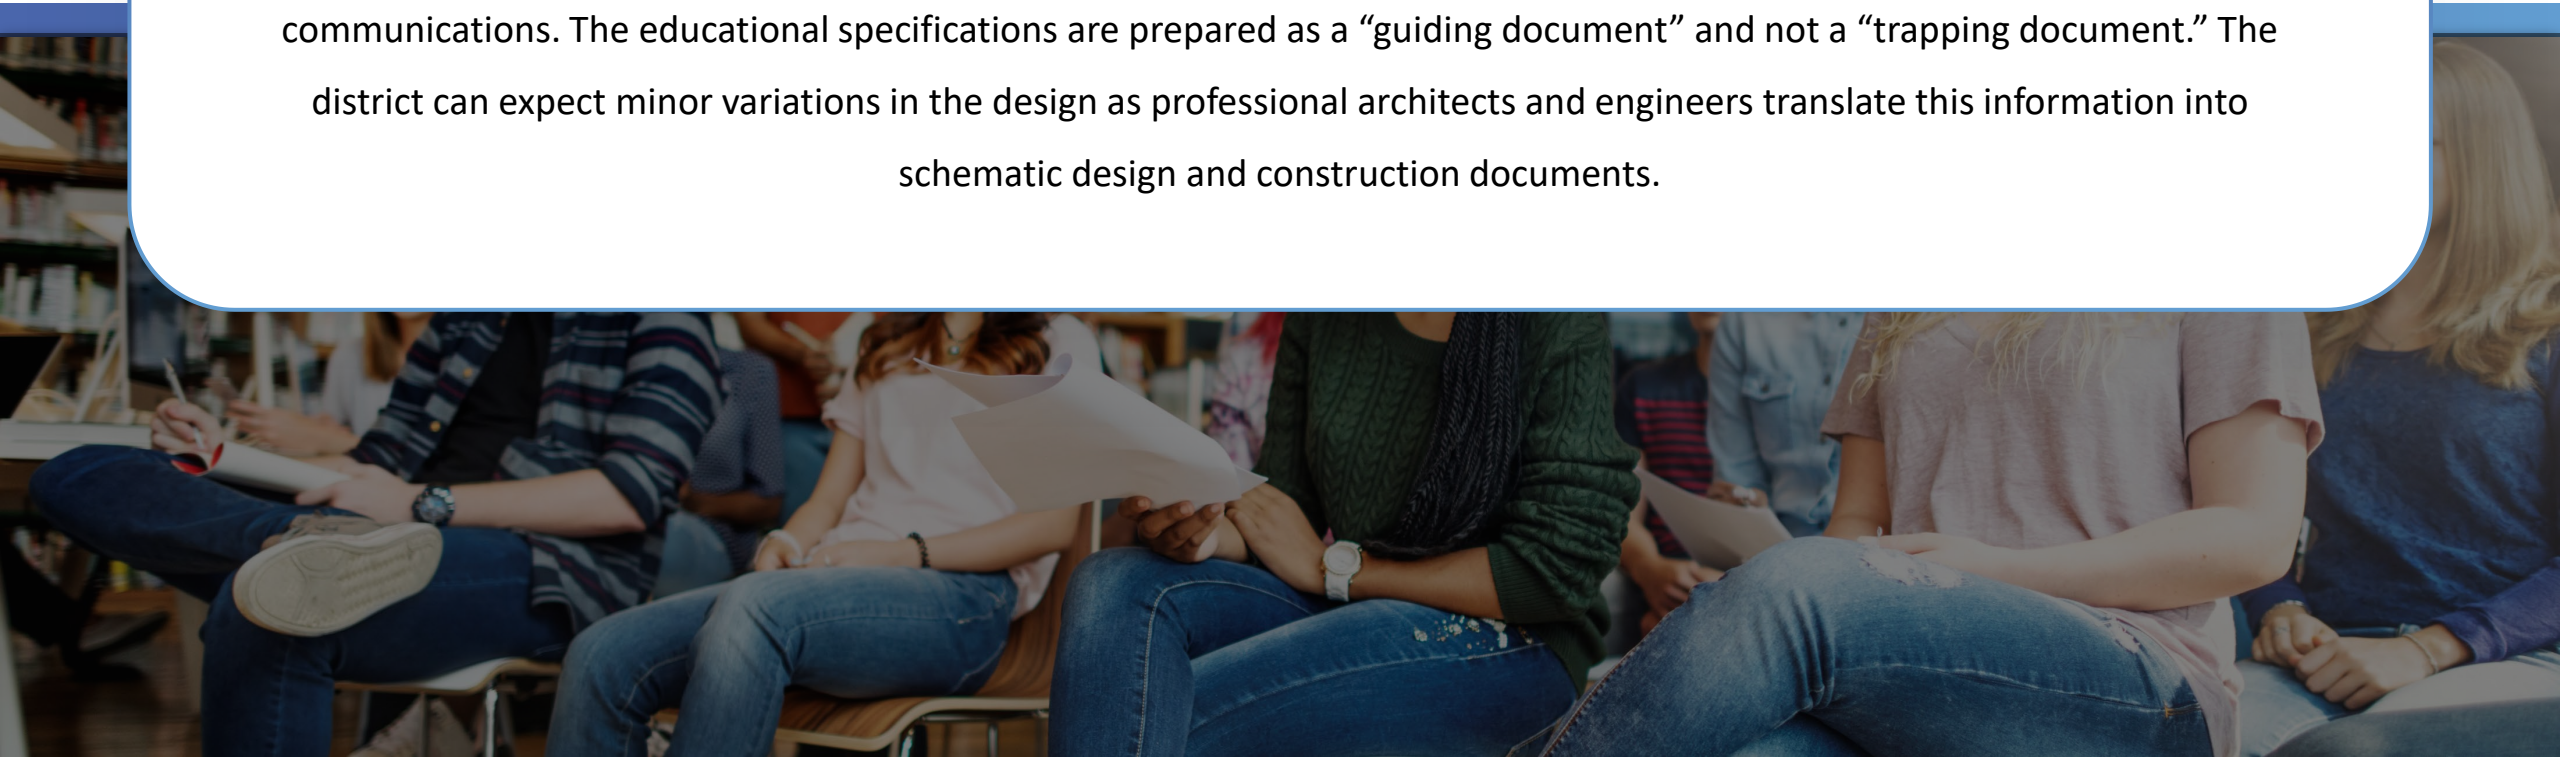 communications. The educational specifications are prepared as a “guiding document” and not a “trapping document.” The
district can expect minor variations in the design as professional architects and engineers translate this information into
schematic design and construction documents.